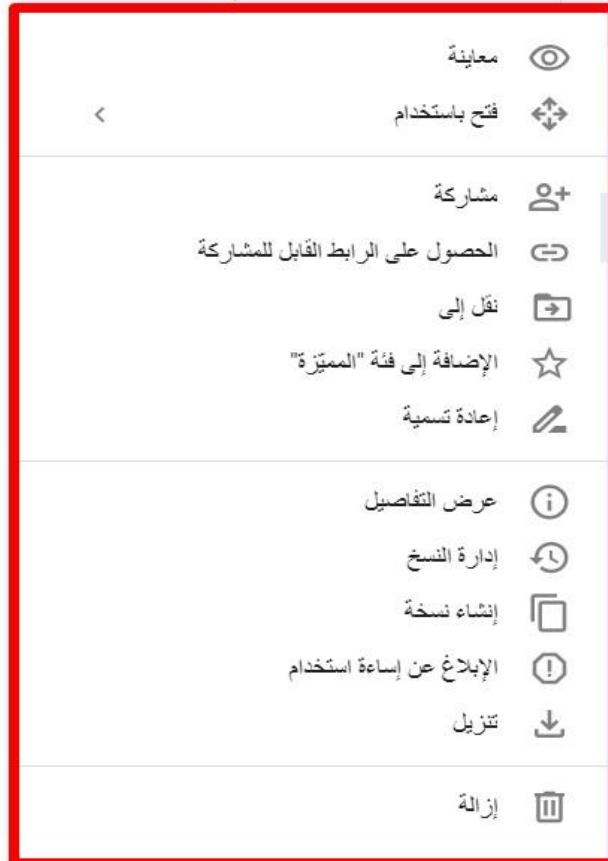 معاينة
فتح باستخدام
مشاركة
الحصول على الرابط القابل للمشاركة
نقل إلى
الإضافة إلى فئة "المميّزة"
إعادة تسمية
عرض التفاصيل
إدارة النسخ
إنشاء نسخة
الإبلاغ عن إساءة استخدام
تنزيل
إزالة